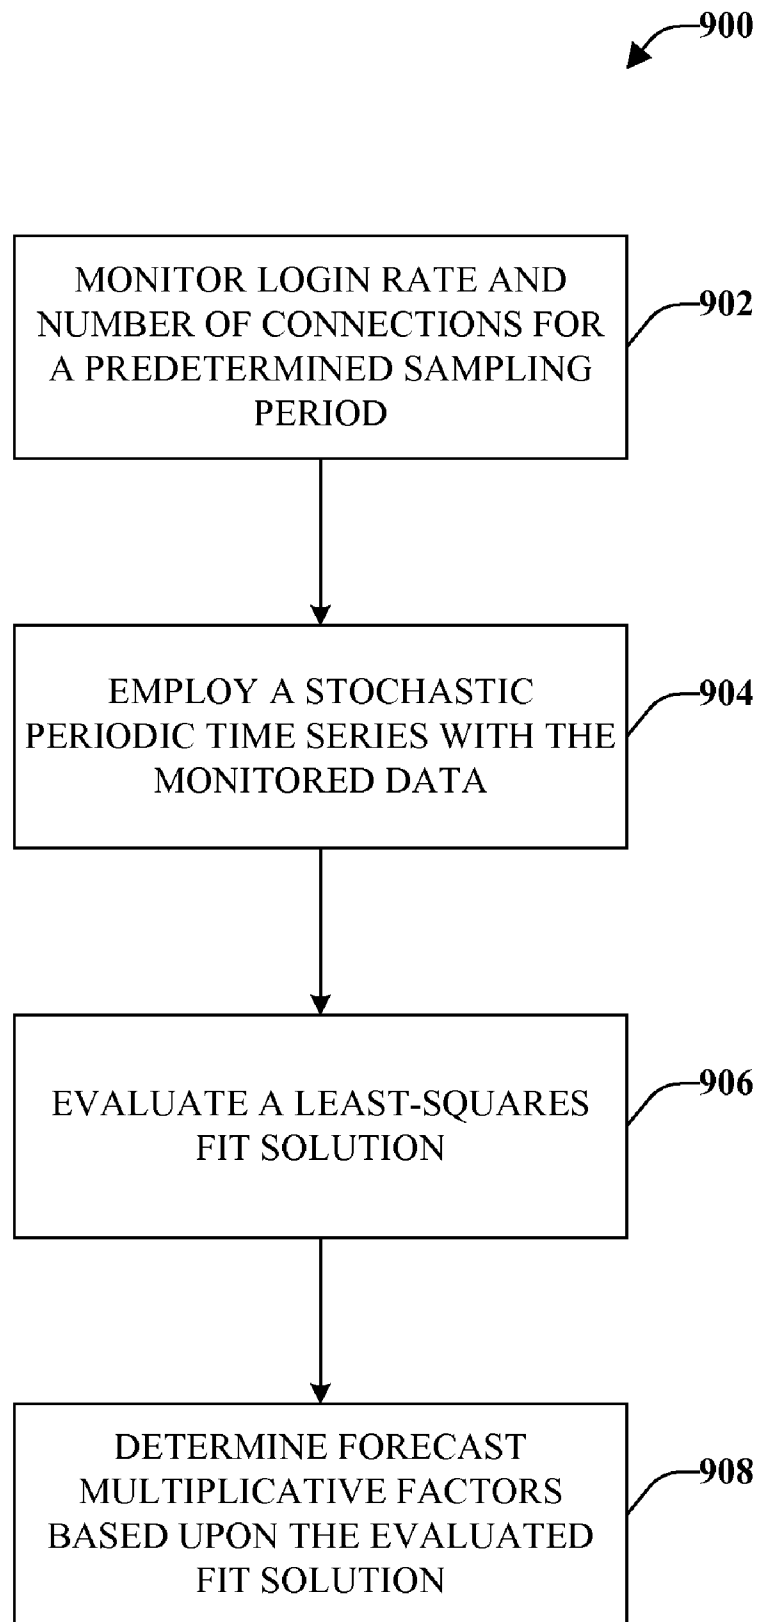 900
MONITOR LOGIN RATE AND
NUMBER OF CONNECTIONS FOR
A PREDETERMINED SAMPLING
PERIOD
902
EMPLOY A STOCHASTIC
PERIODIC TIME SERIES WITH THE
MONITORED DATA
904
EVALUATE A LEAST-SQUARES
FIT SOLUTION
906
DETERMINE FORECAST
MULTIPLICATIVE FACTORS
BASED UPON THE EVALUATED
FIT SOLUTION
908